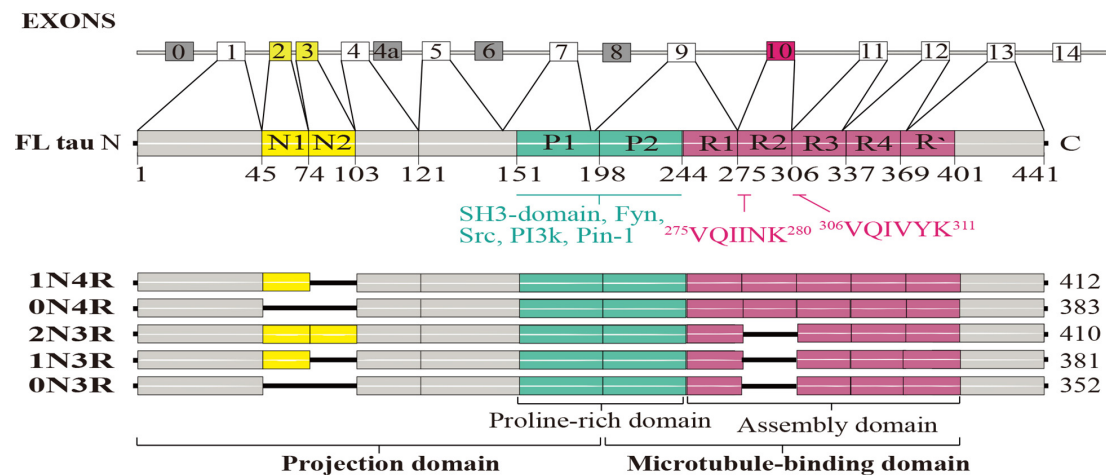 EXONS
0 1 2 3 4 4a 5 6 7 8 9 10 11 12 13 14
FL tau N N1 N2 P1 P2 R1 R2 R3 R4 R` C
1 45 74 103 121 151 198 244 275 306 337 369 401 441
SH3-domain, Fyn,
Src, PI3k, Pin-1
²⁷⁵VQIINK²⁸⁰ ³⁰⁶VQIVYK³¹¹
1N4R 412
0N4R 383
2N3R 410
1N3R 381
0N3R 352
Proline-rich domain
Assembly domain
Projection domain Microtubule-binding domain